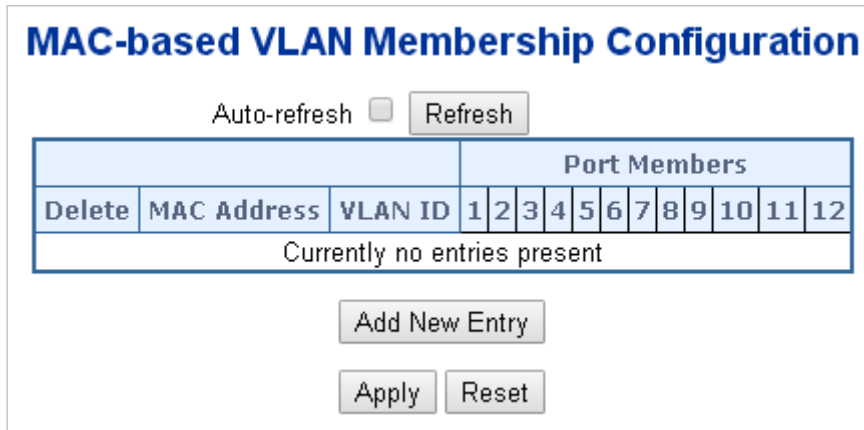 MAC-based VLAN Membership Configuration
Auto-refresh Refresh
Port Members
Delete MAC Address VLAN ID 1 2 3 4 5 6 7 8 9 10 11 12
Currently no entries present
Add New Entry
Apply Reset